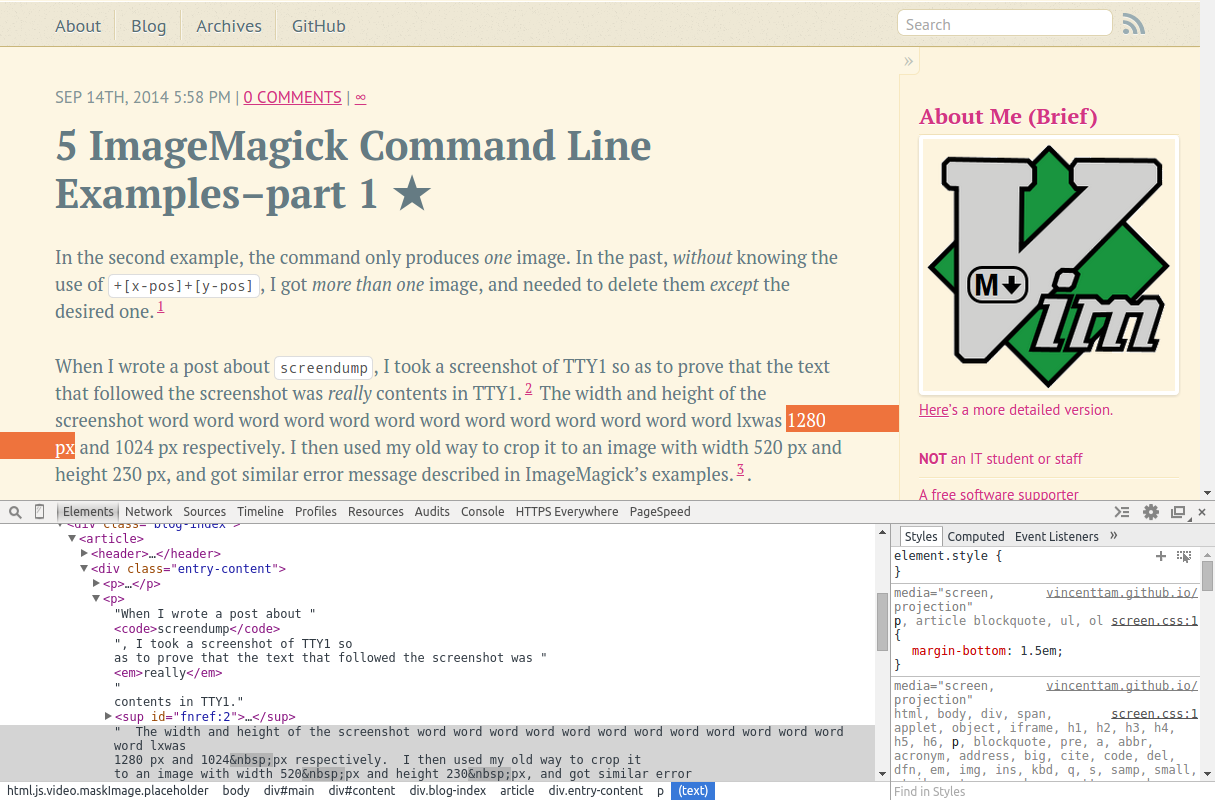 About Blog Archives GitHub Search
»
SEP 14TH, 2014 5:58 PM | 0 COMMENTS | ∞
5 ImageMagick Command Line
Examples–part 1 ★
In the second example, the command only produces one image. In the past, without knowing the
use of +[x-pos]+[y-pos], I got more than one image, and needed to delete them except the
desired one.1
When I wrote a post about screendump, I took a screenshot of TTY1 so as to prove that the text
that followed the screenshot was really contents in TTY1.2 The width and height of the
screenshot word word word word word word word word word word word word word lxwas 1280
px and 1024 px respectively. I then used my old way to crop it to an image with width 520 px and
height 230 px, and got similar error message described in ImageMagick's examples.3.
About Me (Brief)
M
Vim
Here's a more detailed version.
NOT an IT student or staff
A free software supporter
Elements Network Sources Timeline Profiles Resources Audits Console HTTPS Everywhere PageSpeed
<div class="blog-index">
▼<article>
▶<header>…</header>
▼<div class="entry-content">
▶<p>…</p>
▼<p>
"When I wrote a post about "
<code>screendump</code>
", I took a screenshot of TTY1 so
as to prove that the text that followed the screenshot was "
<em>really</em>
"
contents in TTY1."
▶<sup id="fnref:2">…</sup>
"  The width and height of the screenshot word word word word word word word word word word word word
word lxwas
1280 px and 1024&nbsp;px respectively.  I then used my old way to crop it
to an image with width 520&nbsp;px and height 230&nbsp;px, and got similar error
html.js.video.maskImage.placeholder body div#main div#content div.blog-index article div.entry-content p (text)
Styles Computed Event Listeners »
element.style {
}
media="screen, vincenttam.github.io/
projection"
p, article blockquote, ul, ol screen.css:1
{
margin-bottom: 1.5em;
}
media="screen, vincenttam.github.io/
projection"
html, body, div, span, screen.css:1
applet, object, iframe, h1, h2, h3, h4,
h5, h6, p, blockquote, pre, a, abbr,
acronym, address, big, cite, code, del,
dfn, em, img, ins, kbd, q, s, samp, small,
Find in Styles